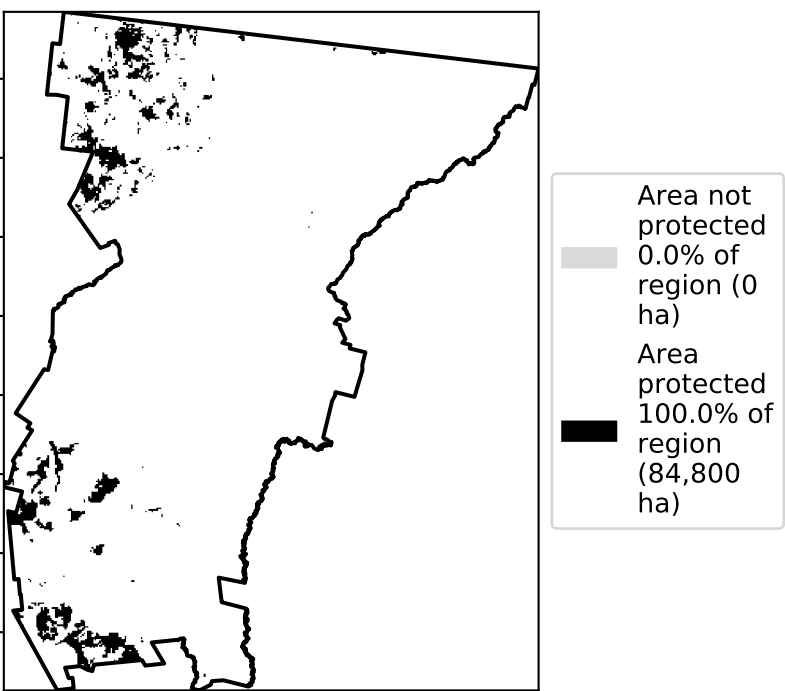 Area not
protected
0.0% of
region (0
ha)
Area
protected
100.0% of
region
(84,800
ha)